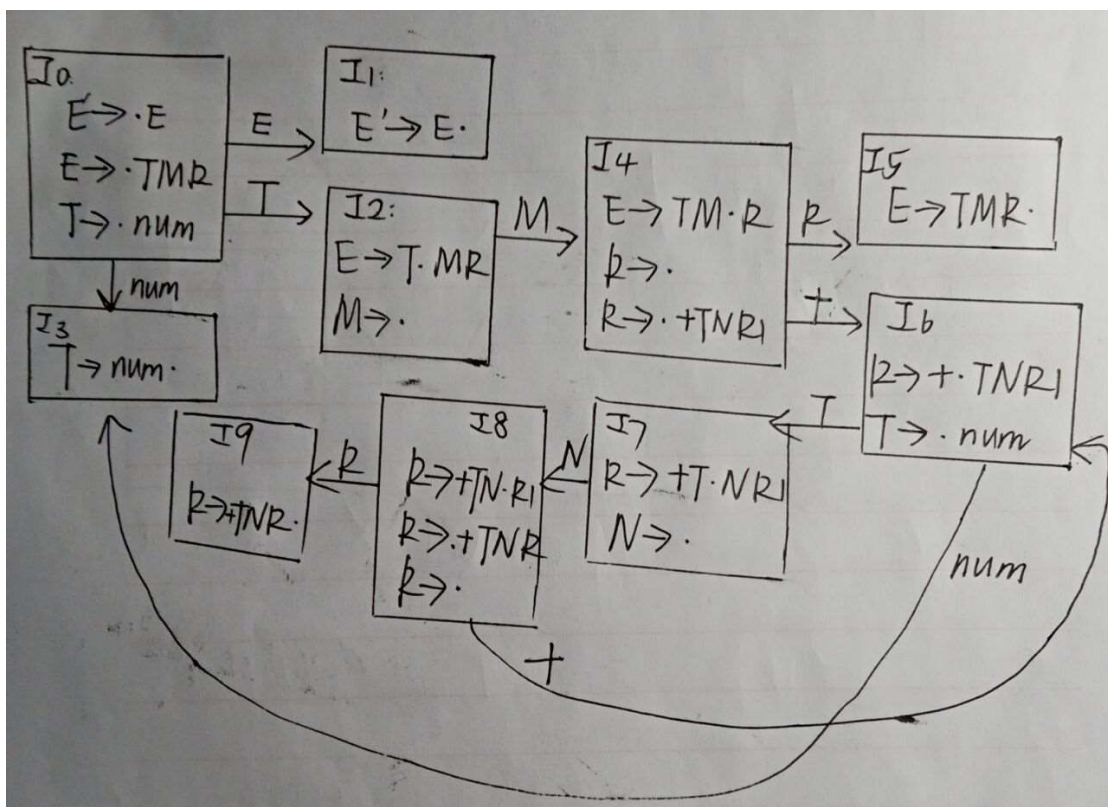 I0:
E'→·E
E→·TMR
T→·num
E
T
num
I1:
E'→E·
I2:
E→T·MR
M→·
M
I3
T→num·
I4
E→TM·R
R→·
R→·+TNR1
R
+
I5
E→TMR·
I6
R→+·TNR1
T→·num
T
num
I7
R→+T·NR1
N→·
N
I8
R→+TN·R1
R→·+TNR
R→·
R
+
I9
R→+TNR·